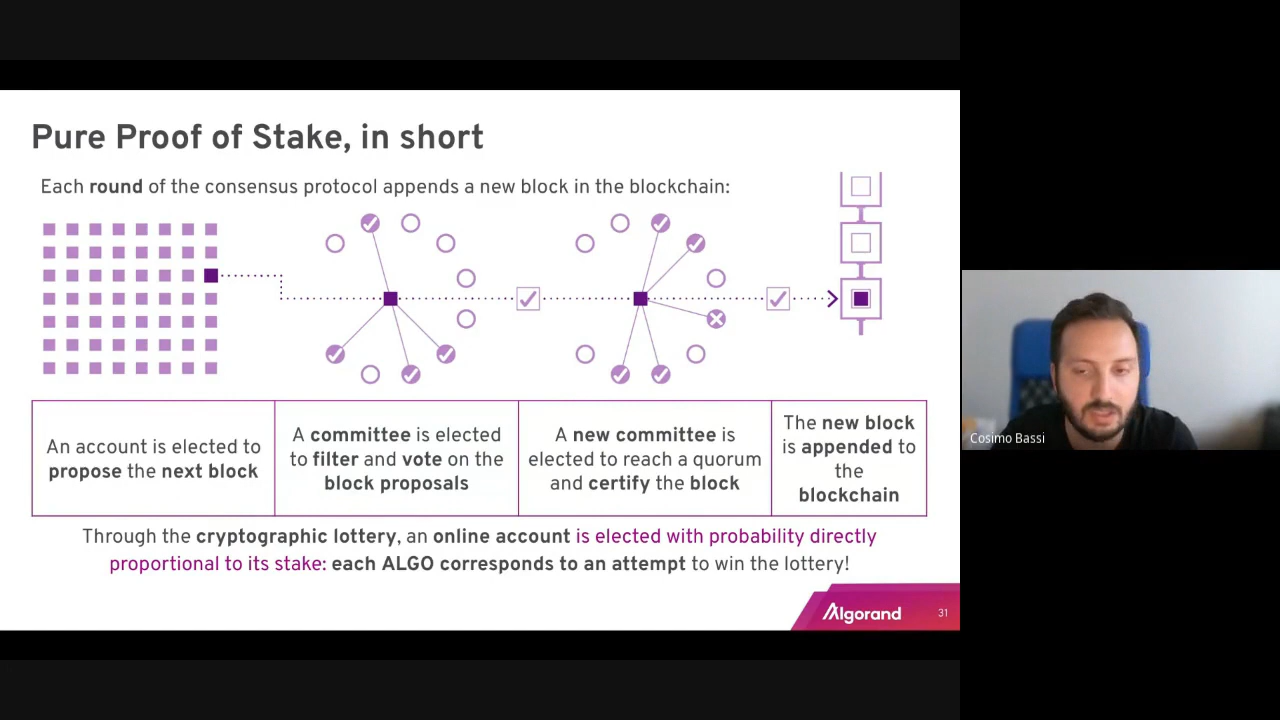 Pure Proof of Stake, in short
Each round of the consensus protocol appends a new block in the blockchain:
An account is elected to
propose the next block
A committee is elected
to filter and vote on the
block proposals
A new committee is
elected to reach a quorum
and certify the block
The new block
is appended to
the
blockchain
Through the cryptographic lottery, an online account is elected with probability directly
proportional to its stake: each ALGO corresponds to an attempt to win the lottery!
Algorand
31
Cosimo Bassi